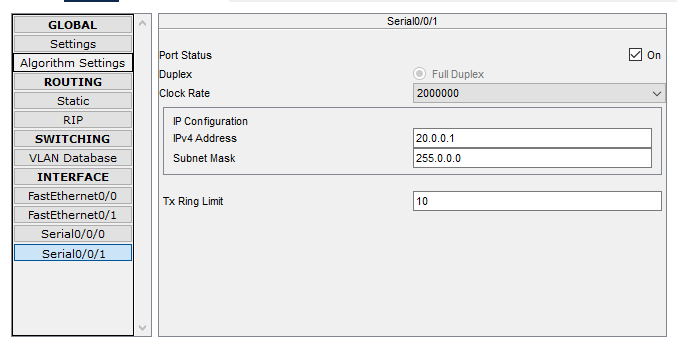 GLOBAL
Settings
Algorithm Settings
ROUTING
Static
RIP
SWITCHING
VLAN Database
INTERFACE
FastEthernet0/0
FastEthernet0/1
Serial0/0/0
Serial0/0/1
Serial0/0/1
Port Status On
Duplex Full Duplex
Clock Rate 2000000
IP Configuration
IPv4 Address 20.0.0.1
Subnet Mask 255.0.0.0
Tx Ring Limit 10